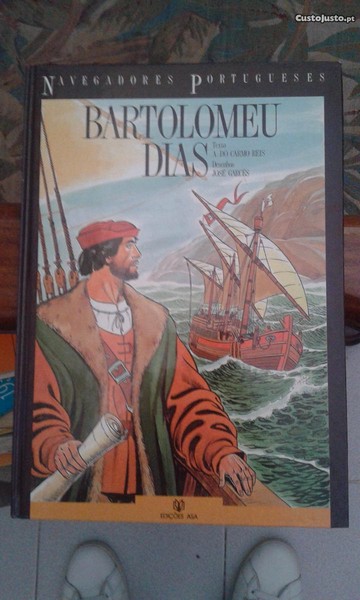 CustoJusto.pt
NAVEGADORES PORTUGUESES
BARTOLOMEU
DIAS
Texto
A. DO CARMO REIS
Desenhos
JOSÉ GARCÊS
EDIÇÕES ASA